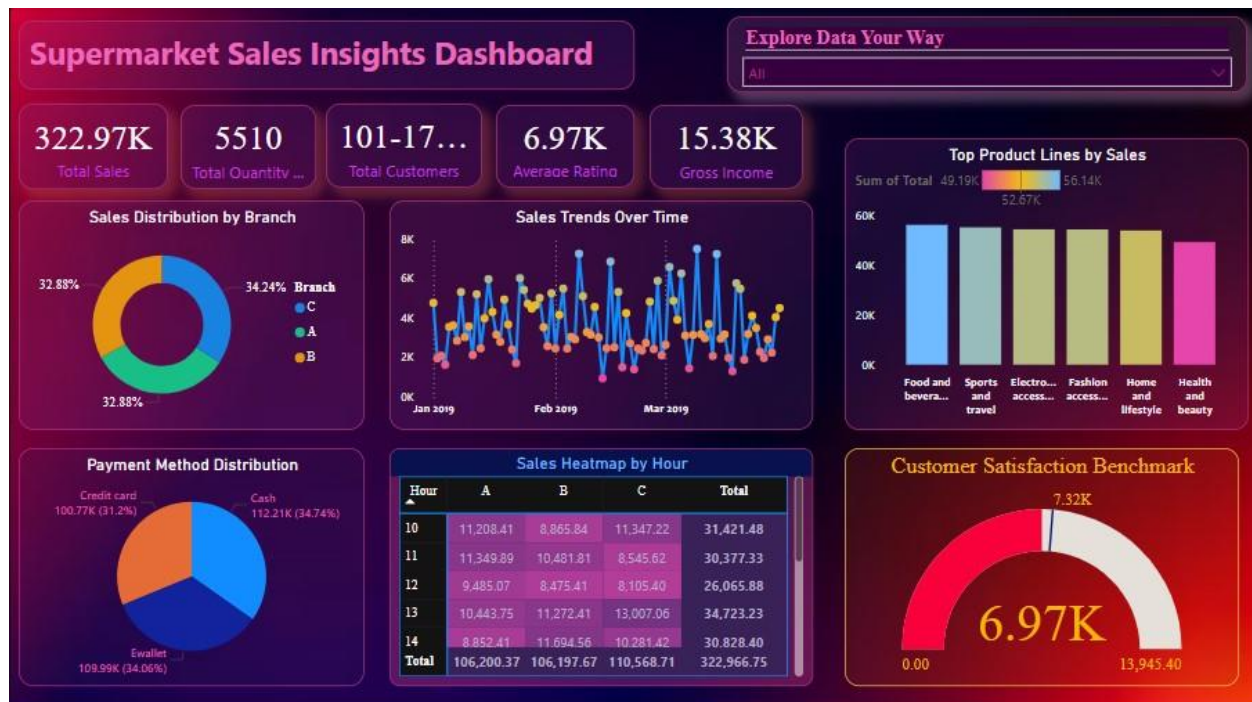 Supermarket Sales Insights Dashboard
Explore Data Your Way
All
322.97K
Total Sales
5510
Total Quantity ...
101-17...
Total Customers
6.97K
Average Rating
15.38K
Gross Income
Sales Distribution by Branch
32.88%
34.24%
32.88%
Branch
C
A
B
Sales Trends Over Time
8K
6K
4K
2K
0K
Jan 2019 Feb 2019 Mar 2019
Top Product Lines by Sales
Sum of Total 49.19K 56.14K
52.67K
60K
40K
20K
0K
Food and bevera...
Sports and travel
Electro... access...
Fashion access...
Home and lifestyle
Health and beauty
Payment Method Distribution
Credit card
100.77K (31.2%)
Cash
112.21K (34.74%)
Ewallet
109.99K (34.06%)
Sales Heatmap by Hour
Hour A B C Total
10 11,208.41 8,865.84 11,347.22 31,421.48
11 11,349.89 10,481.81 8,545.62 30,377.33
12 9,485.07 8,475.41 8,105.40 26,065.88
13 10,443.75 11,272.41 13,007.06 34,723.23
14 8,852.41 11,694.56 10,281.42 30,828.40
Total 106,200.37 106,197.67 110,568.71 322,966.75
Customer Satisfaction Benchmark
7.32K
6.97K
0.00 13,945.40